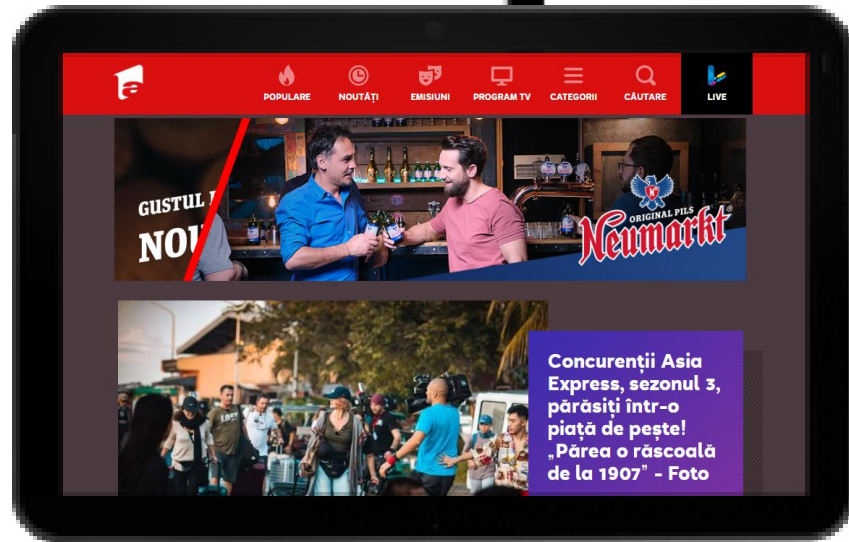 POPULARE
NOUTĂȚI
EMISIUNI
PROGRAM TV
CATEGORII
CĂUTARE
LIVE
GUSTUL
NOU
ORIGINAL PILS
Neumarkt
Concurenții Asia
Express, sezonul 3,
părăsiți într-o
piață de pește!
„Părea o răscoală
de la 1907” - Foto